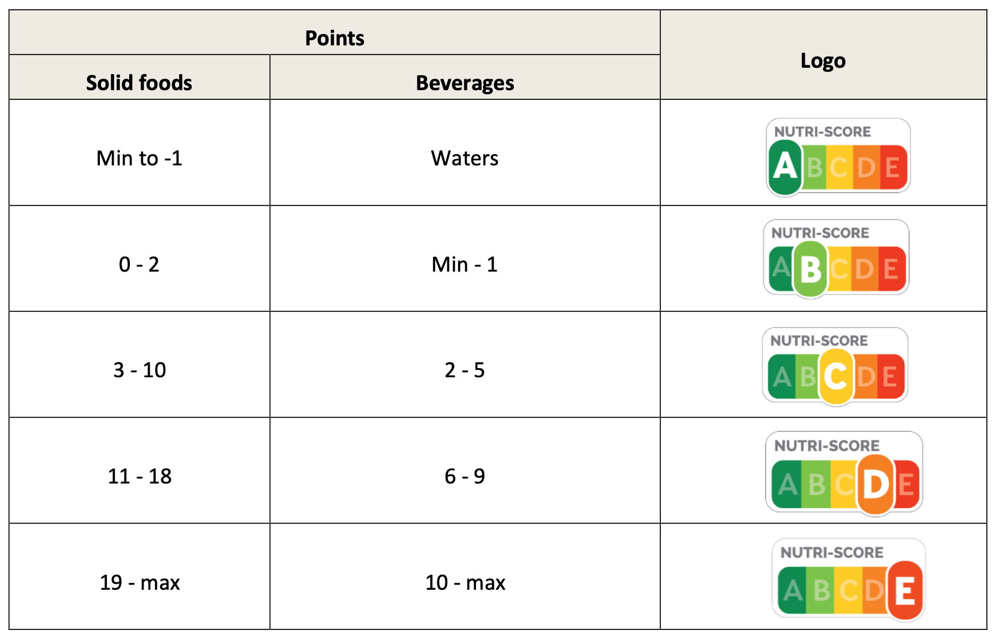 Points
Logo
Solid foods
Beverages
Min to -1
Waters
NUTRI-SCORE
A B C D E
0 - 2
Min - 1
NUTRI-SCORE
A B C D E
3 - 10
2 - 5
NUTRI-SCORE
A B C D E
11 - 18
6 - 9
NUTRI-SCORE
A B C D E
19 - max
10 - max
NUTRI-SCORE
A B C D E